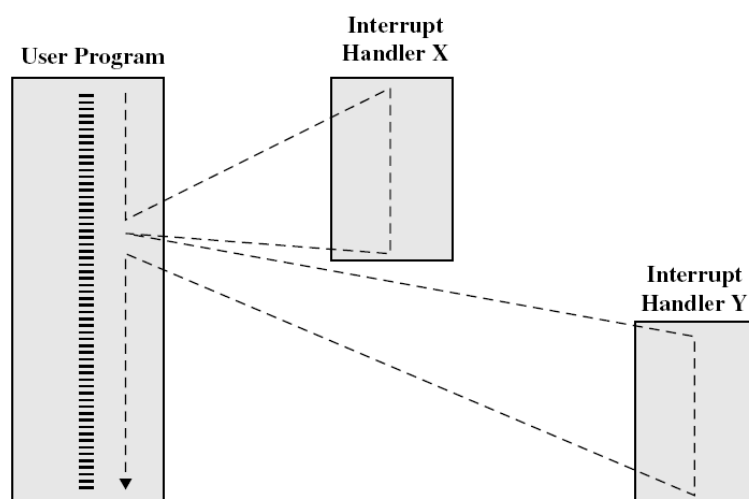 User Program
Interrupt
Handler X
Interrupt
Handler Y